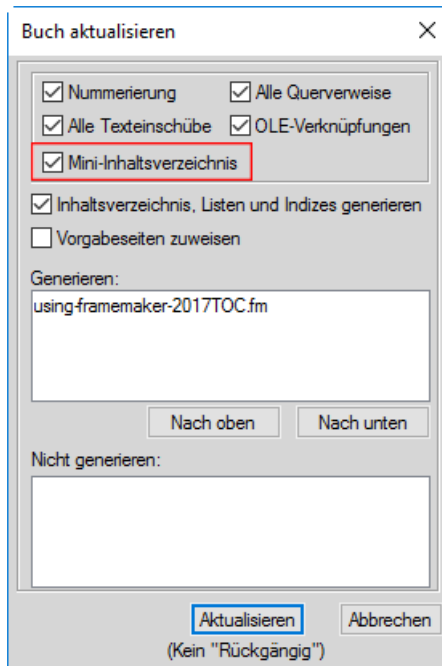 Buch aktualisieren
Nummerierung Alle Querverweise
Alle Texteinschübe OLE-Verknüpfungen
Mini-Inhaltsverzeichnis
Inhaltsverzeichnis, Listen und Indizes generieren
Vorgabeseiten zuweisen
Generieren:
using-framemaker-2017TOC.fm
Nach oben Nach unten
Nicht generieren:
Aktualisieren Abbrechen
(Kein "Rückgängig")